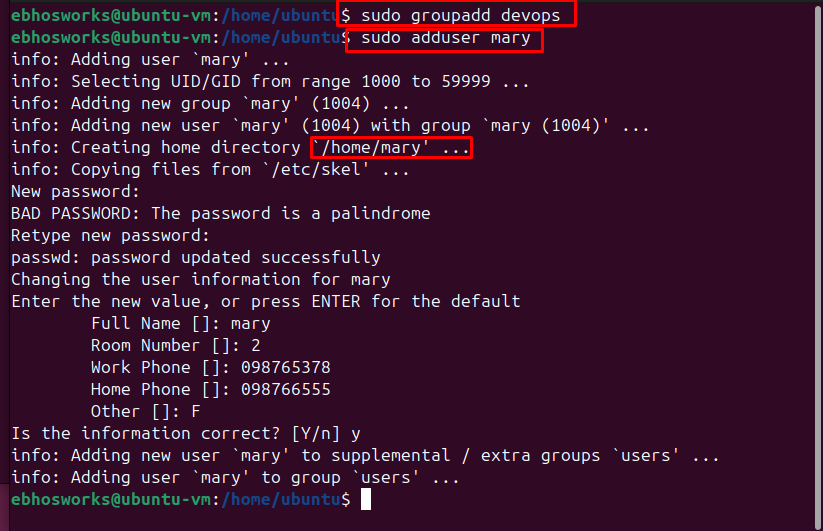 ebhosworks@ubuntu-vm:/home/ubuntu$ sudo groupadd devops
ebhosworks@ubuntu-vm:/home/ubuntu$ sudo adduser mary
info: Adding user `mary' ...
info: Selecting UID/GID from range 1000 to 59999 ...
info: Adding new group `mary' (1004) ...
info: Adding new user `mary' (1004) with group `mary (1004)' ...
info: Creating home directory `/home/mary' ...
info: Copying files from `/etc/skel' ...
New password:
BAD PASSWORD: The password is a palindrome
Retype new password:
passwd: password updated successfully
Changing the user information for mary
Enter the new value, or press ENTER for the default
        Full Name []: mary
        Room Number []: 2
        Work Phone []: 098765378
        Home Phone []: 098766555
        Other []: F
Is the information correct? [Y/n] y
info: Adding new user `mary' to supplemental / extra groups `users' ...
info: Adding user `mary' to group `users' ...
ebhosworks@ubuntu-vm:/home/ubuntu$